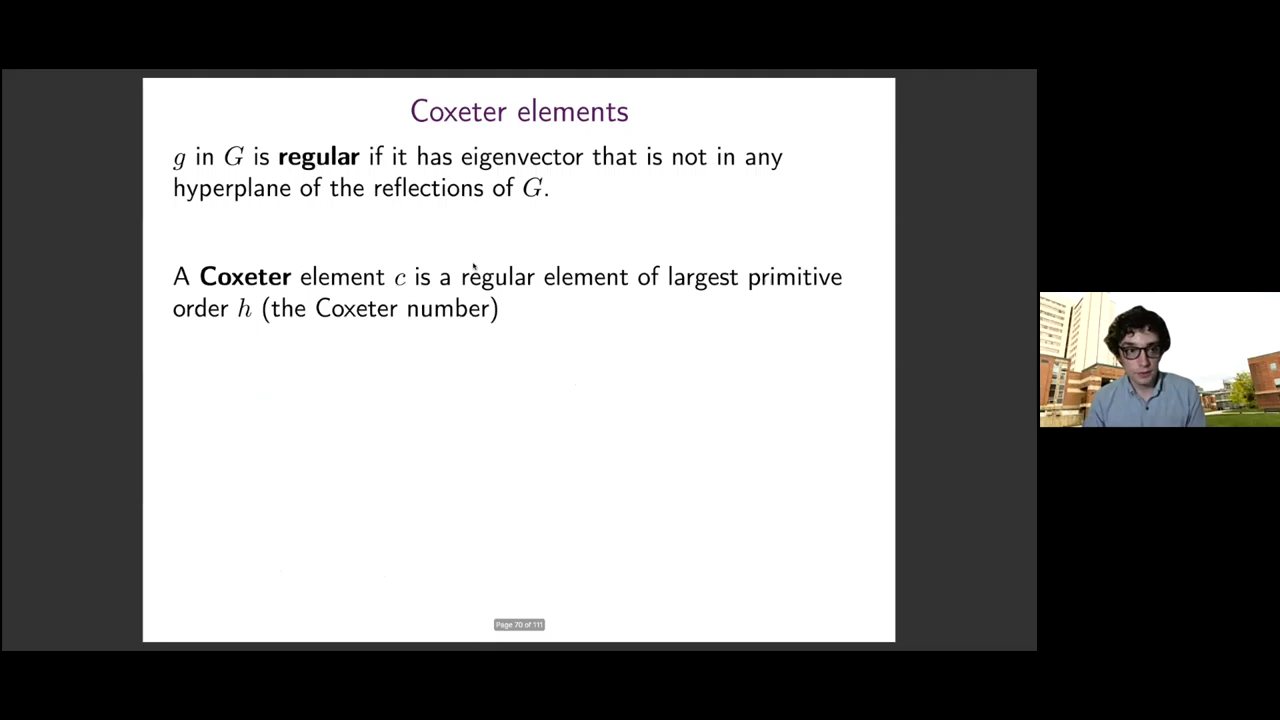 Coxeter elements
g in G is regular if it has eigenvector that is not in any
hyperplane of the reflections of G.
A Coxeter element c is a regular element of largest primitive
order h (the Coxeter number)
Page 70 of 111